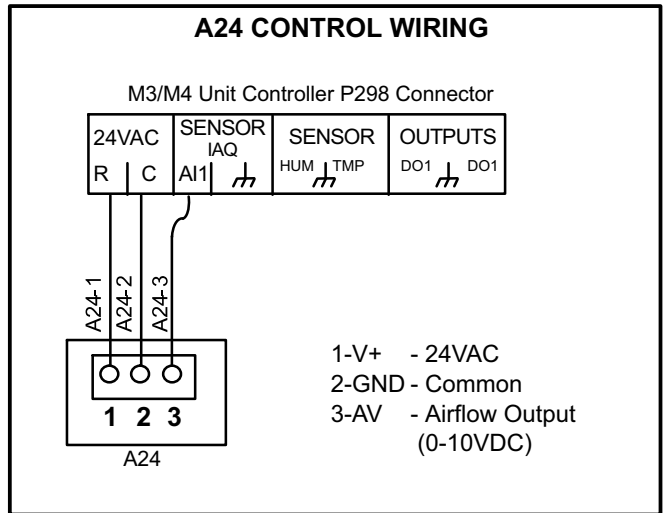 A24 CONTROL WIRING
M3/M4 Unit Controller P298 Connector
24VAC
R C
SENSOR
IAQ
AI1
SENSOR
HUM TMP
OUTPUTS
DO1 DO1
A24-1
A24-2
A24-3
1 2 3
A24
1-V+ - 24VAC
2-GND - Common
3-AV - Airflow Output
(0-10VDC)